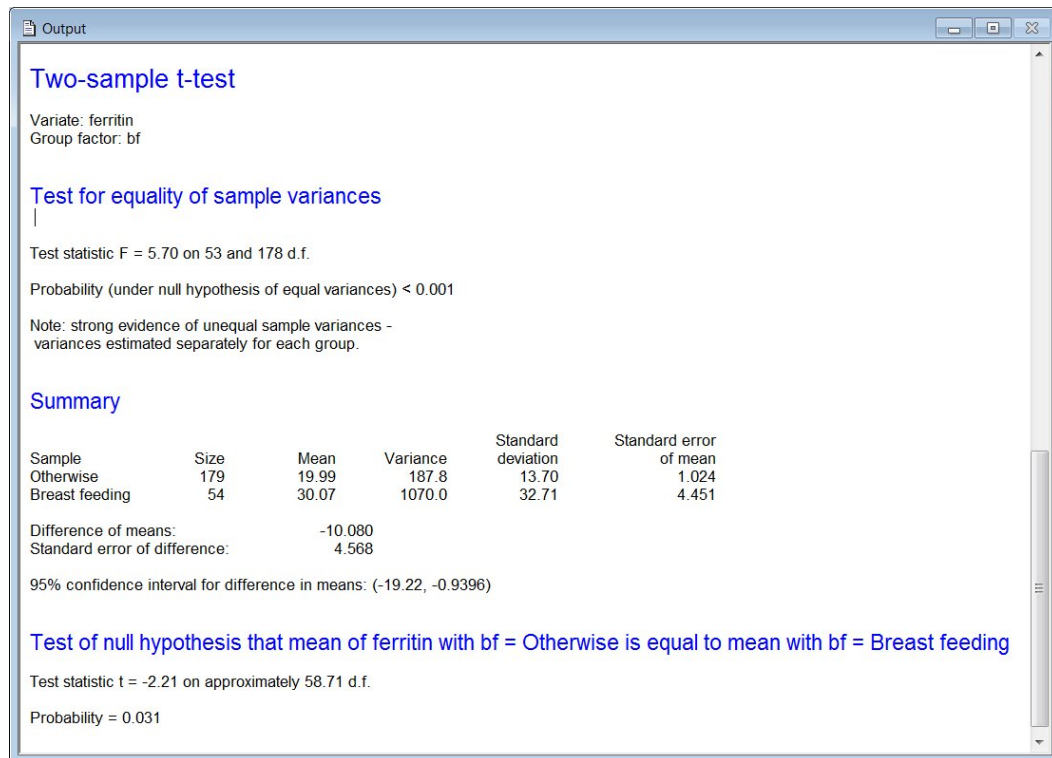 Output
Two-sample t-test
Variate: ferritin
Group factor: bf
Test for equality of sample variances
Test statistic F = 5.70 on 53 and 178 d.f.
Probability (under null hypothesis of equal variances) < 0.001
Note: strong evidence of unequal sample variances -
variances estimated separately for each group.
Summary
Standard Standard error
Sample Size Mean Variance deviation of mean
Otherwise 179 19.99 187.8 13.70 1.024
Breast feeding 54 30.07 1070.0 32.71 4.451
Difference of means: -10.080
Standard error of difference: 4.568
95% confidence interval for difference in means: (-19.22, -0.9396)
Test of null hypothesis that mean of ferritin with bf = Otherwise is equal to mean with bf = Breast feeding
Test statistic t = -2.21 on approximately 58.71 d.f.
Probability = 0.031